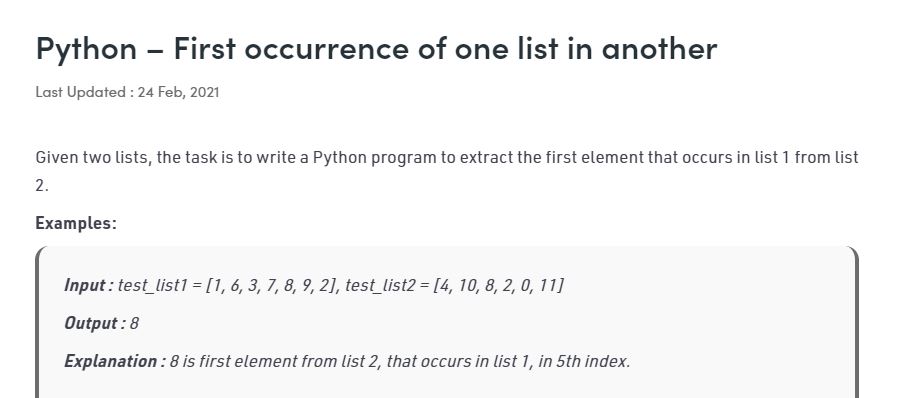 Python – First occurrence of one list in another
Last Updated : 24 Feb, 2021
Given two lists, the task is to write a Python program to extract the first element that occurs in list 1 from list
2.
Examples:
Input : test_list1 = [1, 6, 3, 7, 8, 9, 2], test_list2 = [4, 10, 8, 2, 0, 11]
Output : 8
Explanation : 8 is first element from list 2, that occurs in list 1, in 5th index.